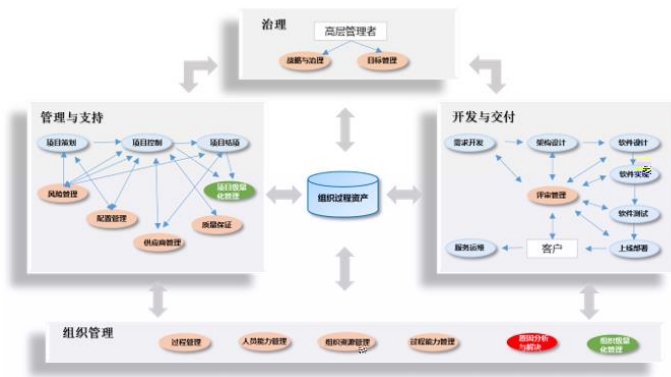 治理
高层管理者
战略与治理
目标管理
管理与支持
项目策划
项目控制
项目结项
风险管理
项目数量
化管理
配置管理
质量保证
供应商管理
组织过程资产
开发与交付
需求开发
架构设计
软件设计
软件实现
评审管理
软件测试
服务运维
客户
上线部署
组织管理
过程管理
人员能力管理
组织资源管理
过程能力管理
原因分析
与解决
组织数量
化管理